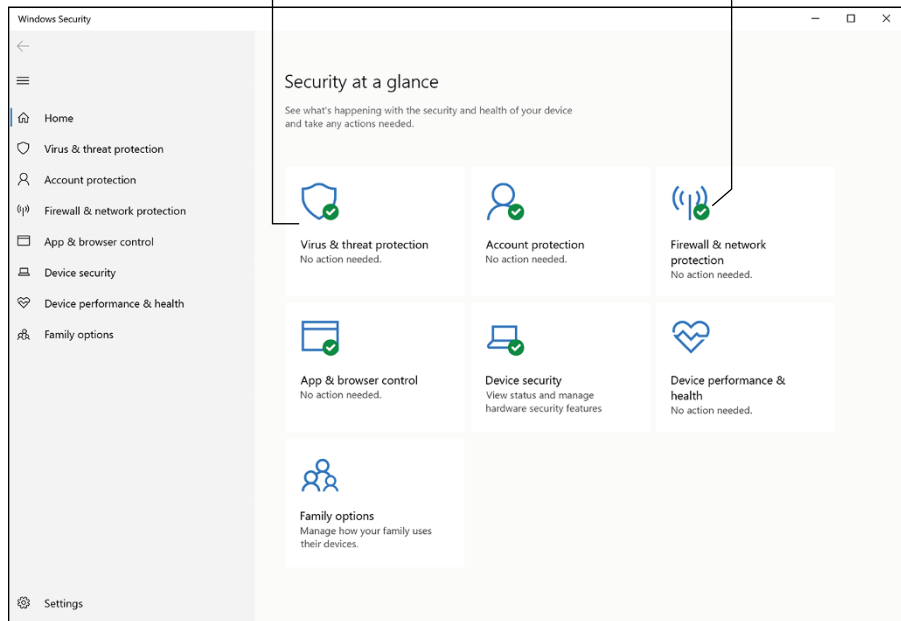 Windows Security
Home
Virus & threat protection
Account protection
Firewall & network protection
App & browser control
Device security
Device performance & health
Family options
Settings
Security at a glance
See what's happening with the security and health of your device
and take any actions needed.
Virus & threat protection
No action needed.
Account protection
No action needed.
Firewall & network
protection
No action needed.
App & browser control
No action needed.
Device security
View status and manage
hardware security features
Device performance &
health
No action needed.
Family options
Manage how your family uses
their devices.